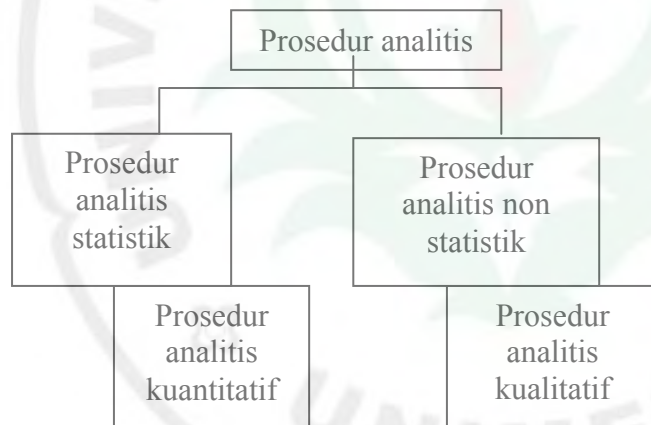 Prosedur analitis
Prosedur
analitis
statistik
Prosedur
analitis non
statistik
Prosedur
analitis
kuantitatif
Prosedur
analitis
kualitatif